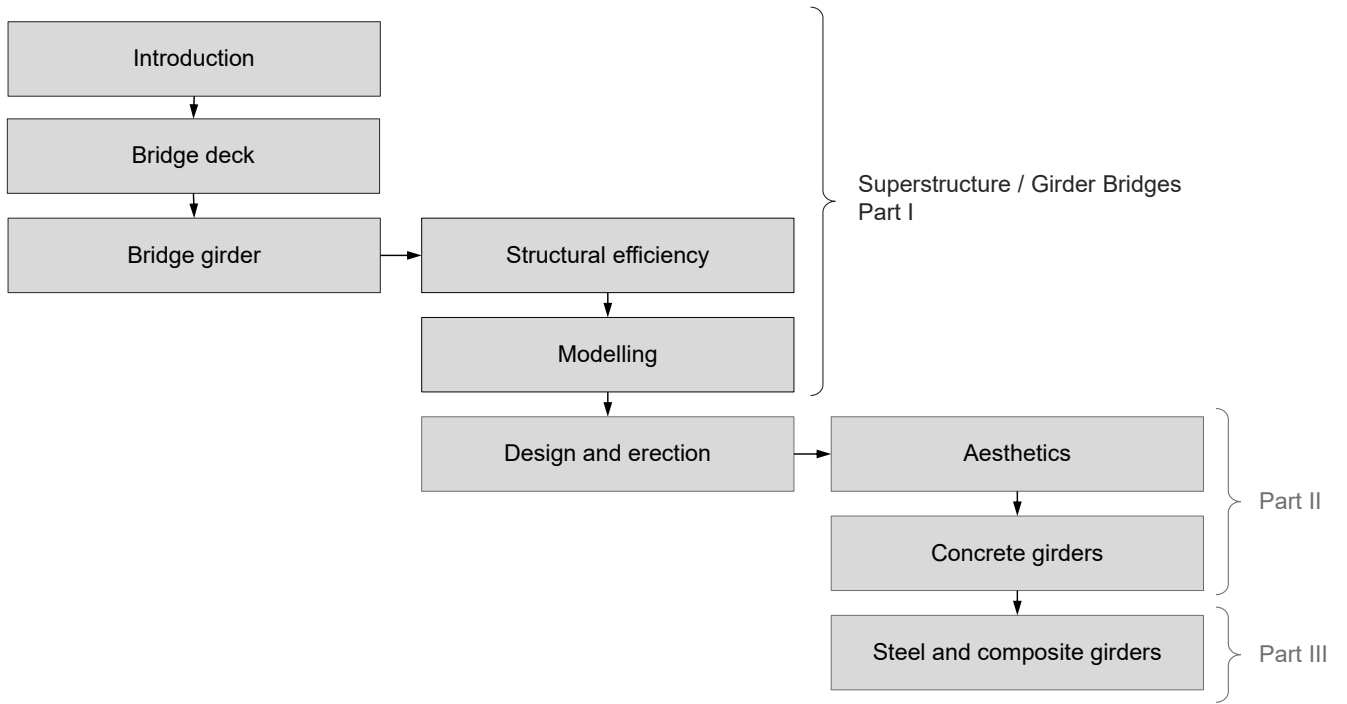 Introduction
Bridge deck
Bridge girder
Structural efficiency
Modelling
Superstructure / Girder Bridges
Part I
Design and erection
Aesthetics
Concrete girders
Part II
Steel and composite girders
Part III